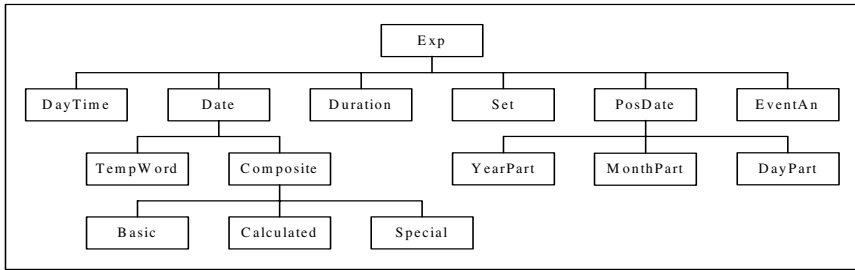 Exp
DayTime Date Duration Set PosDate EventAn
TempWord Composite YearPart MonthPart DayPart
Basic Calculated Special